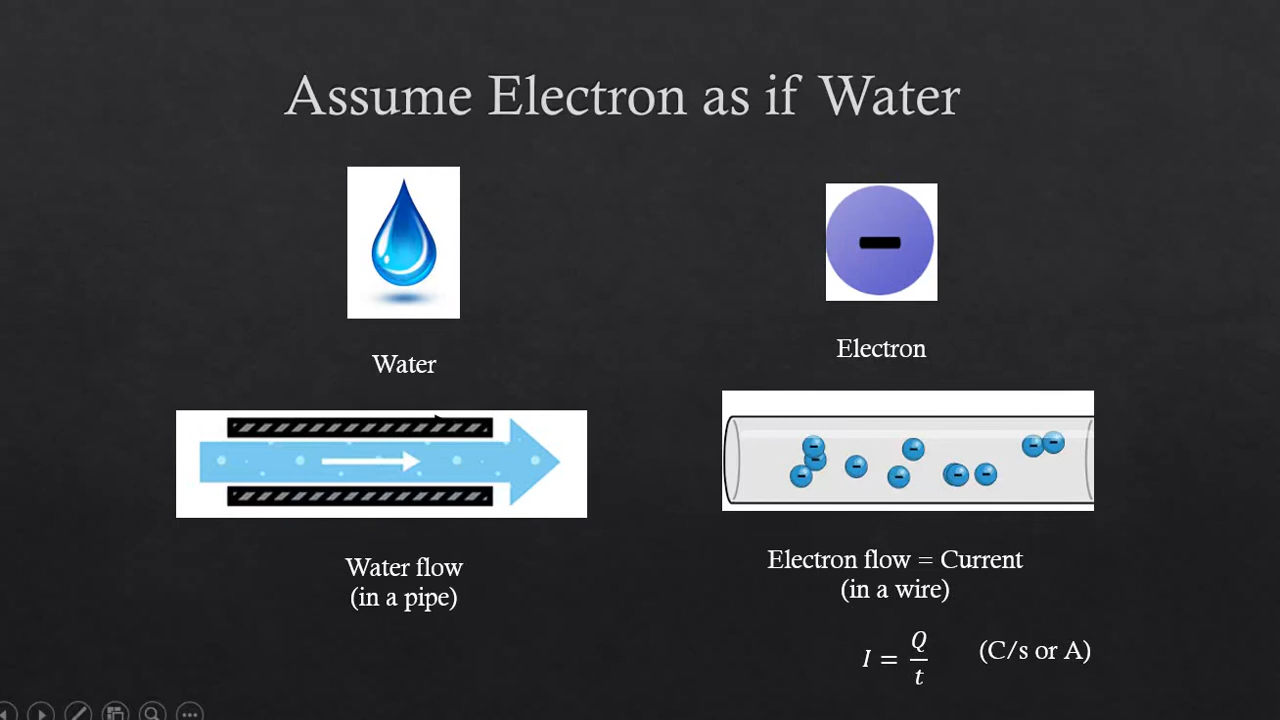 Assume Electron as if Water
Water
Electron
Water flow
(in a pipe)
Electron flow = Current
(in a wire)
I = Q/t (C/s or A)